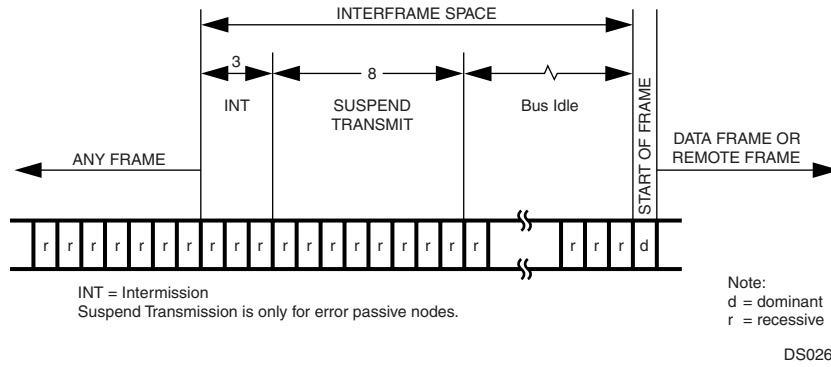 INTERFRAME SPACE
3
8
INT
SUSPEND
TRANSMIT
Bus Idle
START OF FRAME
ANY FRAME
DATA FRAME OR
REMOTE FRAME
r r r r r r r r r r r r r r r r r r r r r r d
INT = Intermission
Suspend Transmission is only for error passive nodes.
Note:
d = dominant
r = recessive
DS026